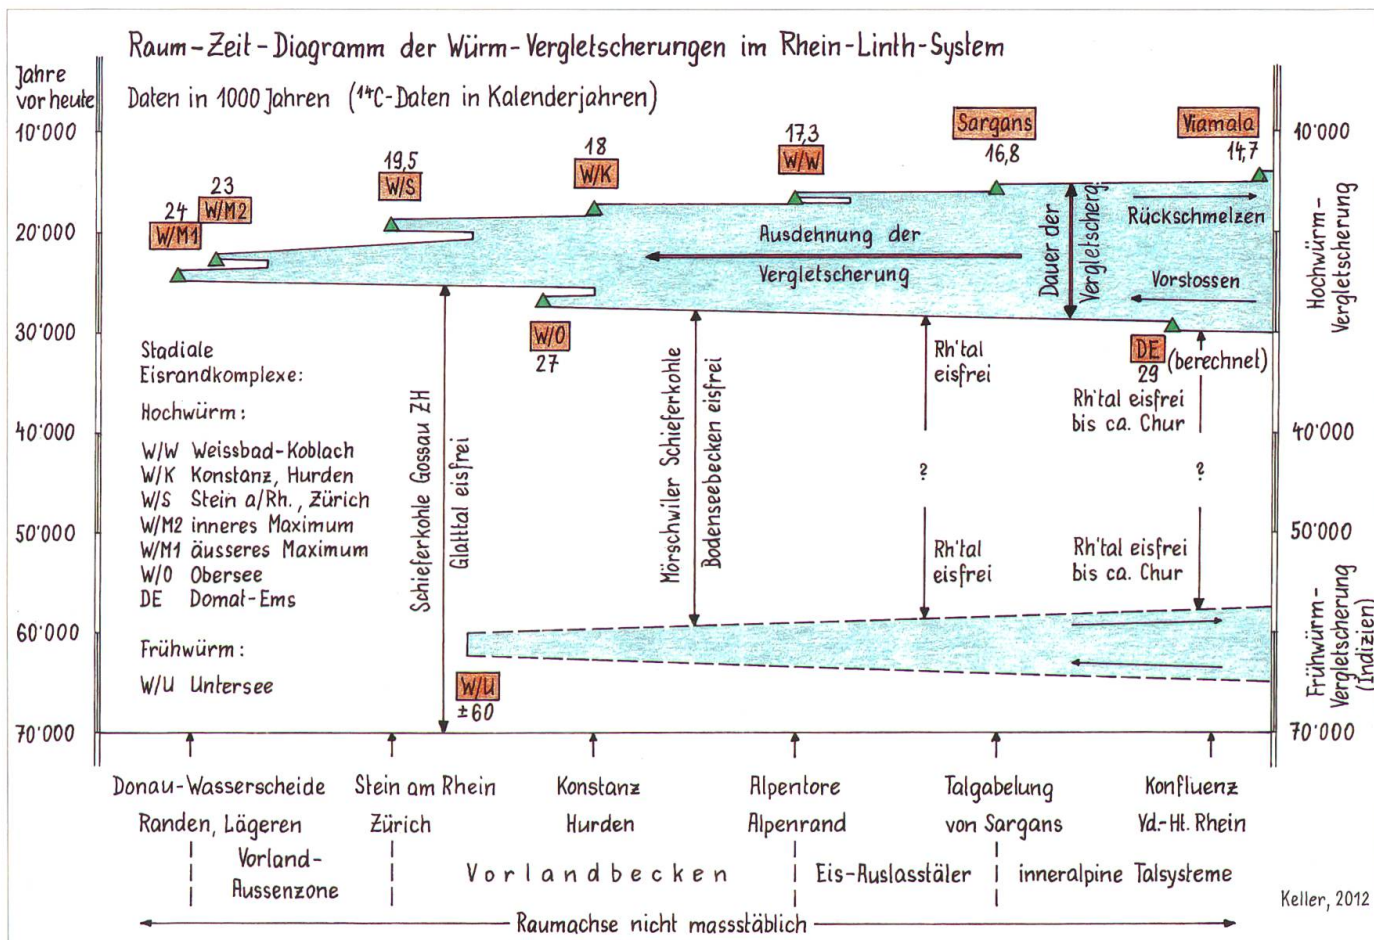 Raum-Zeit-Diagramm der Würm-Vergletscherungen im Rhein-Linth-System
Jahre
vor heute
Daten in 1000 Jahren (¹⁴C-Daten in Kalenderjahren)
10'000
20'000
30'000
40'000
50'000
60'000
70'000
24
W/M1
23
W/M2
19,5
W/S
18
W/K
17,3
W/W
Sargans
16,8
Viamala
14,7
10'000
Ausdehnung der
Vergletscherung
Dauer der
Vergletscherg.
Rückschmelzen
Vorstossen
Hochwürm-
Vergletscherung
W/O
27
DE (berechnet)
29
Stadiale
Eisrandkomplexe:
Hochwürm:
W/W Weissbad-Koblach
W/K Konstanz, Hurden
W/S Stein a/Rh., Zürich
W/M2 inneres Maximum
W/M1 äusseres Maximum
W/O Obersee
DE Domat-Ems
Frühwürm:
W/U Untersee
Schieferkohle Gossau ZH
Glattal eisfrei
Mörschwiler Schieferkohle
Bodenseebecken eisfrei
Rh'tal
eisfrei
?
Rh'tal
eisfrei
Rh'tal eisfrei
bis ca. Chur
?
Rh'tal eisfrei
bis ca. Chur
40'000
50'000
70'000
Frühwürm-
Vergletscherung
(Indizien)
W/U
±60
Donau-Wasserscheide
Randen, Lägeren
Stein am Rhein
Zürich
Konstanz
Hurden
Alpentore
Alpenrand
Talgabelung
von Sargans
Konfluenz
Vd.-Ht. Rhein
Vorland-
Aussenzone
Vorlandbecken
Eis-Auslasstäler
inneralpine Talsysteme
Raumachse nicht massstäblich
Keller, 2012